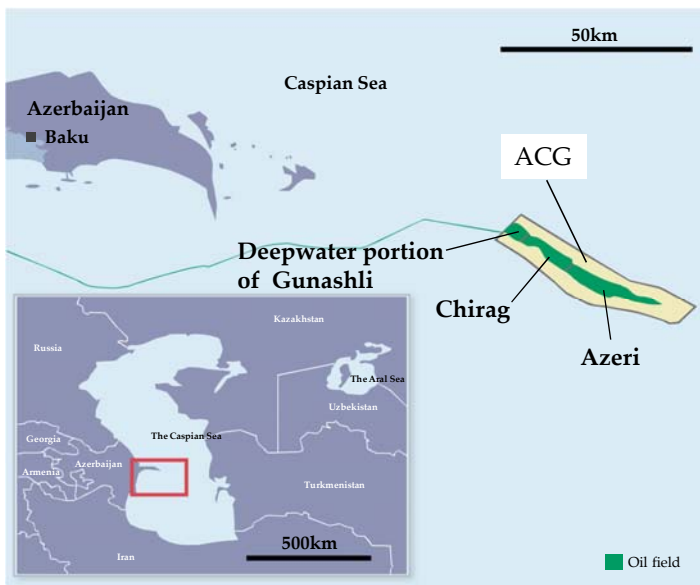 50km
Caspian Sea
Azerbaijan
Baku
ACG
Deepwater portion
of Gunashli
Chirag
Azeri
Kazakhstan
Russia
The Aral Sea
Uzbekistan
Georgia
The Caspian Sea
Armenia
Azerbaijan
Turkmenistan
Iran
500km
Oil field